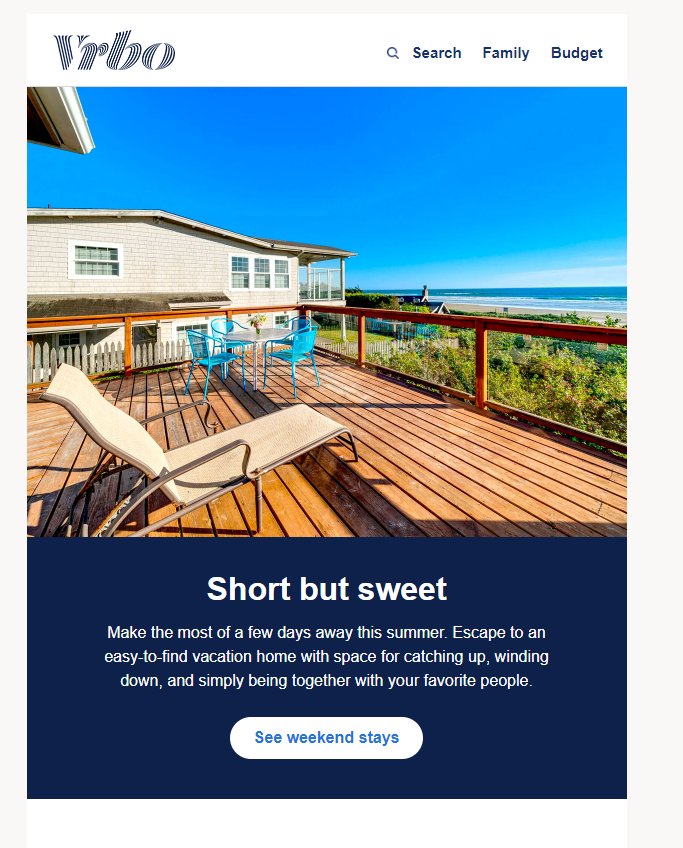 Vrbo
Search Family Budget
Short but sweet
Make the most of a few days away this summer. Escape to an
easy-to-find vacation home with space for catching up, winding
down, and simply being together with your favorite people.
See weekend stays